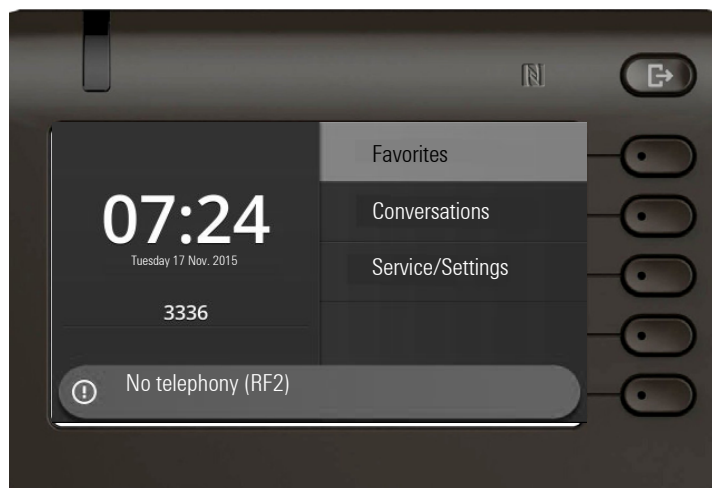 07:24
Tuesday 17 Nov. 2015
3336
Favorites
Conversations
Service/Settings
No telephony (RF2)